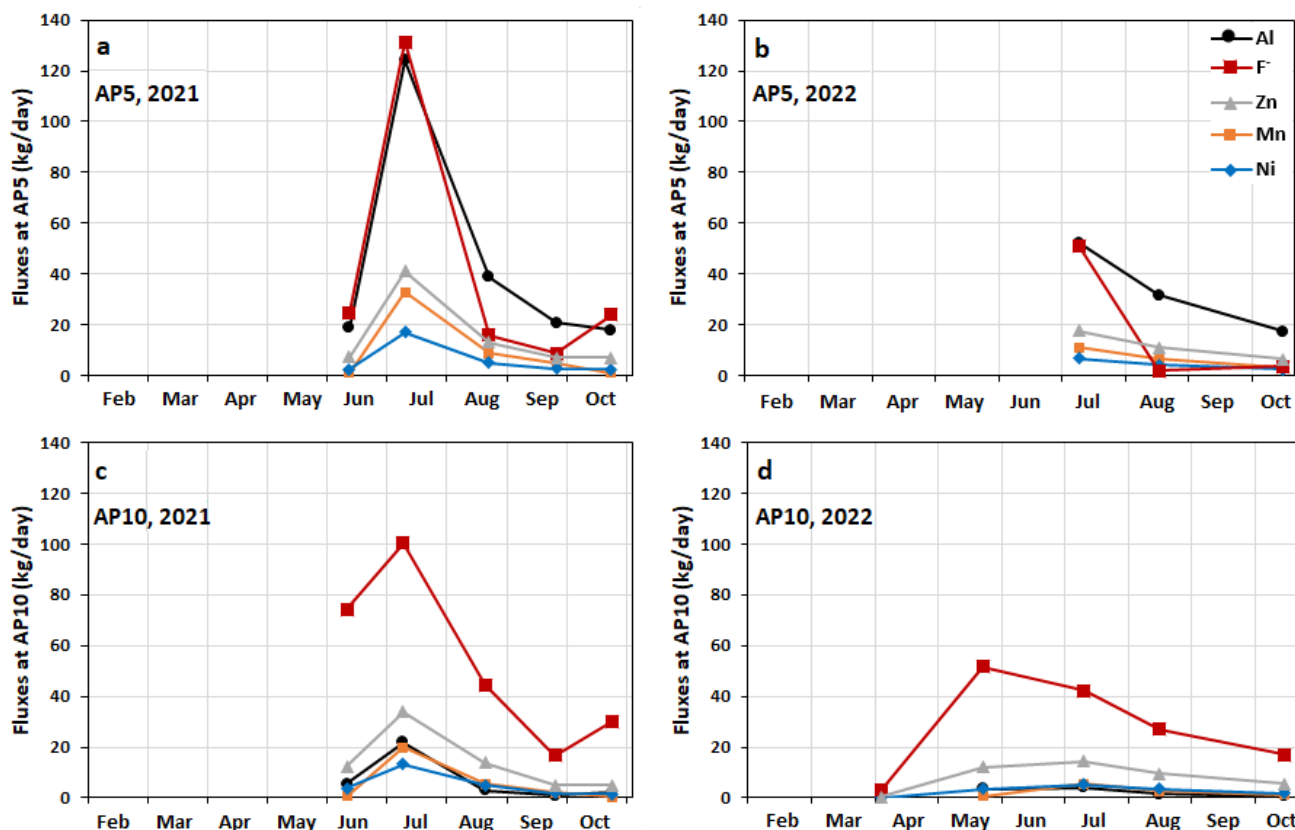 a
AP5, 2021
Fluxes at AP5 (kg/day)
140
120
100
80
60
40
20
0
Feb Mar Apr May Jun Jul Aug Sep Oct
b
AP5, 2022
Al
F-
Zn
Mn
Ni
Fluxes at AP5 (kg/day)
140
120
100
80
60
40
20
0
Feb Mar Apr May Jun Jul Aug Sep Oct
c
AP10, 2021
Fluxes at AP10 (kg/day)
140
120
100
80
60
40
20
0
Feb Mar Apr May Jun Jul Aug Sep Oct
d
AP10, 2022
Fluxes at AP10 (kg/day)
140
120
100
80
60
40
20
0
Feb Mar Apr May Jun Jul Aug Sep Oct